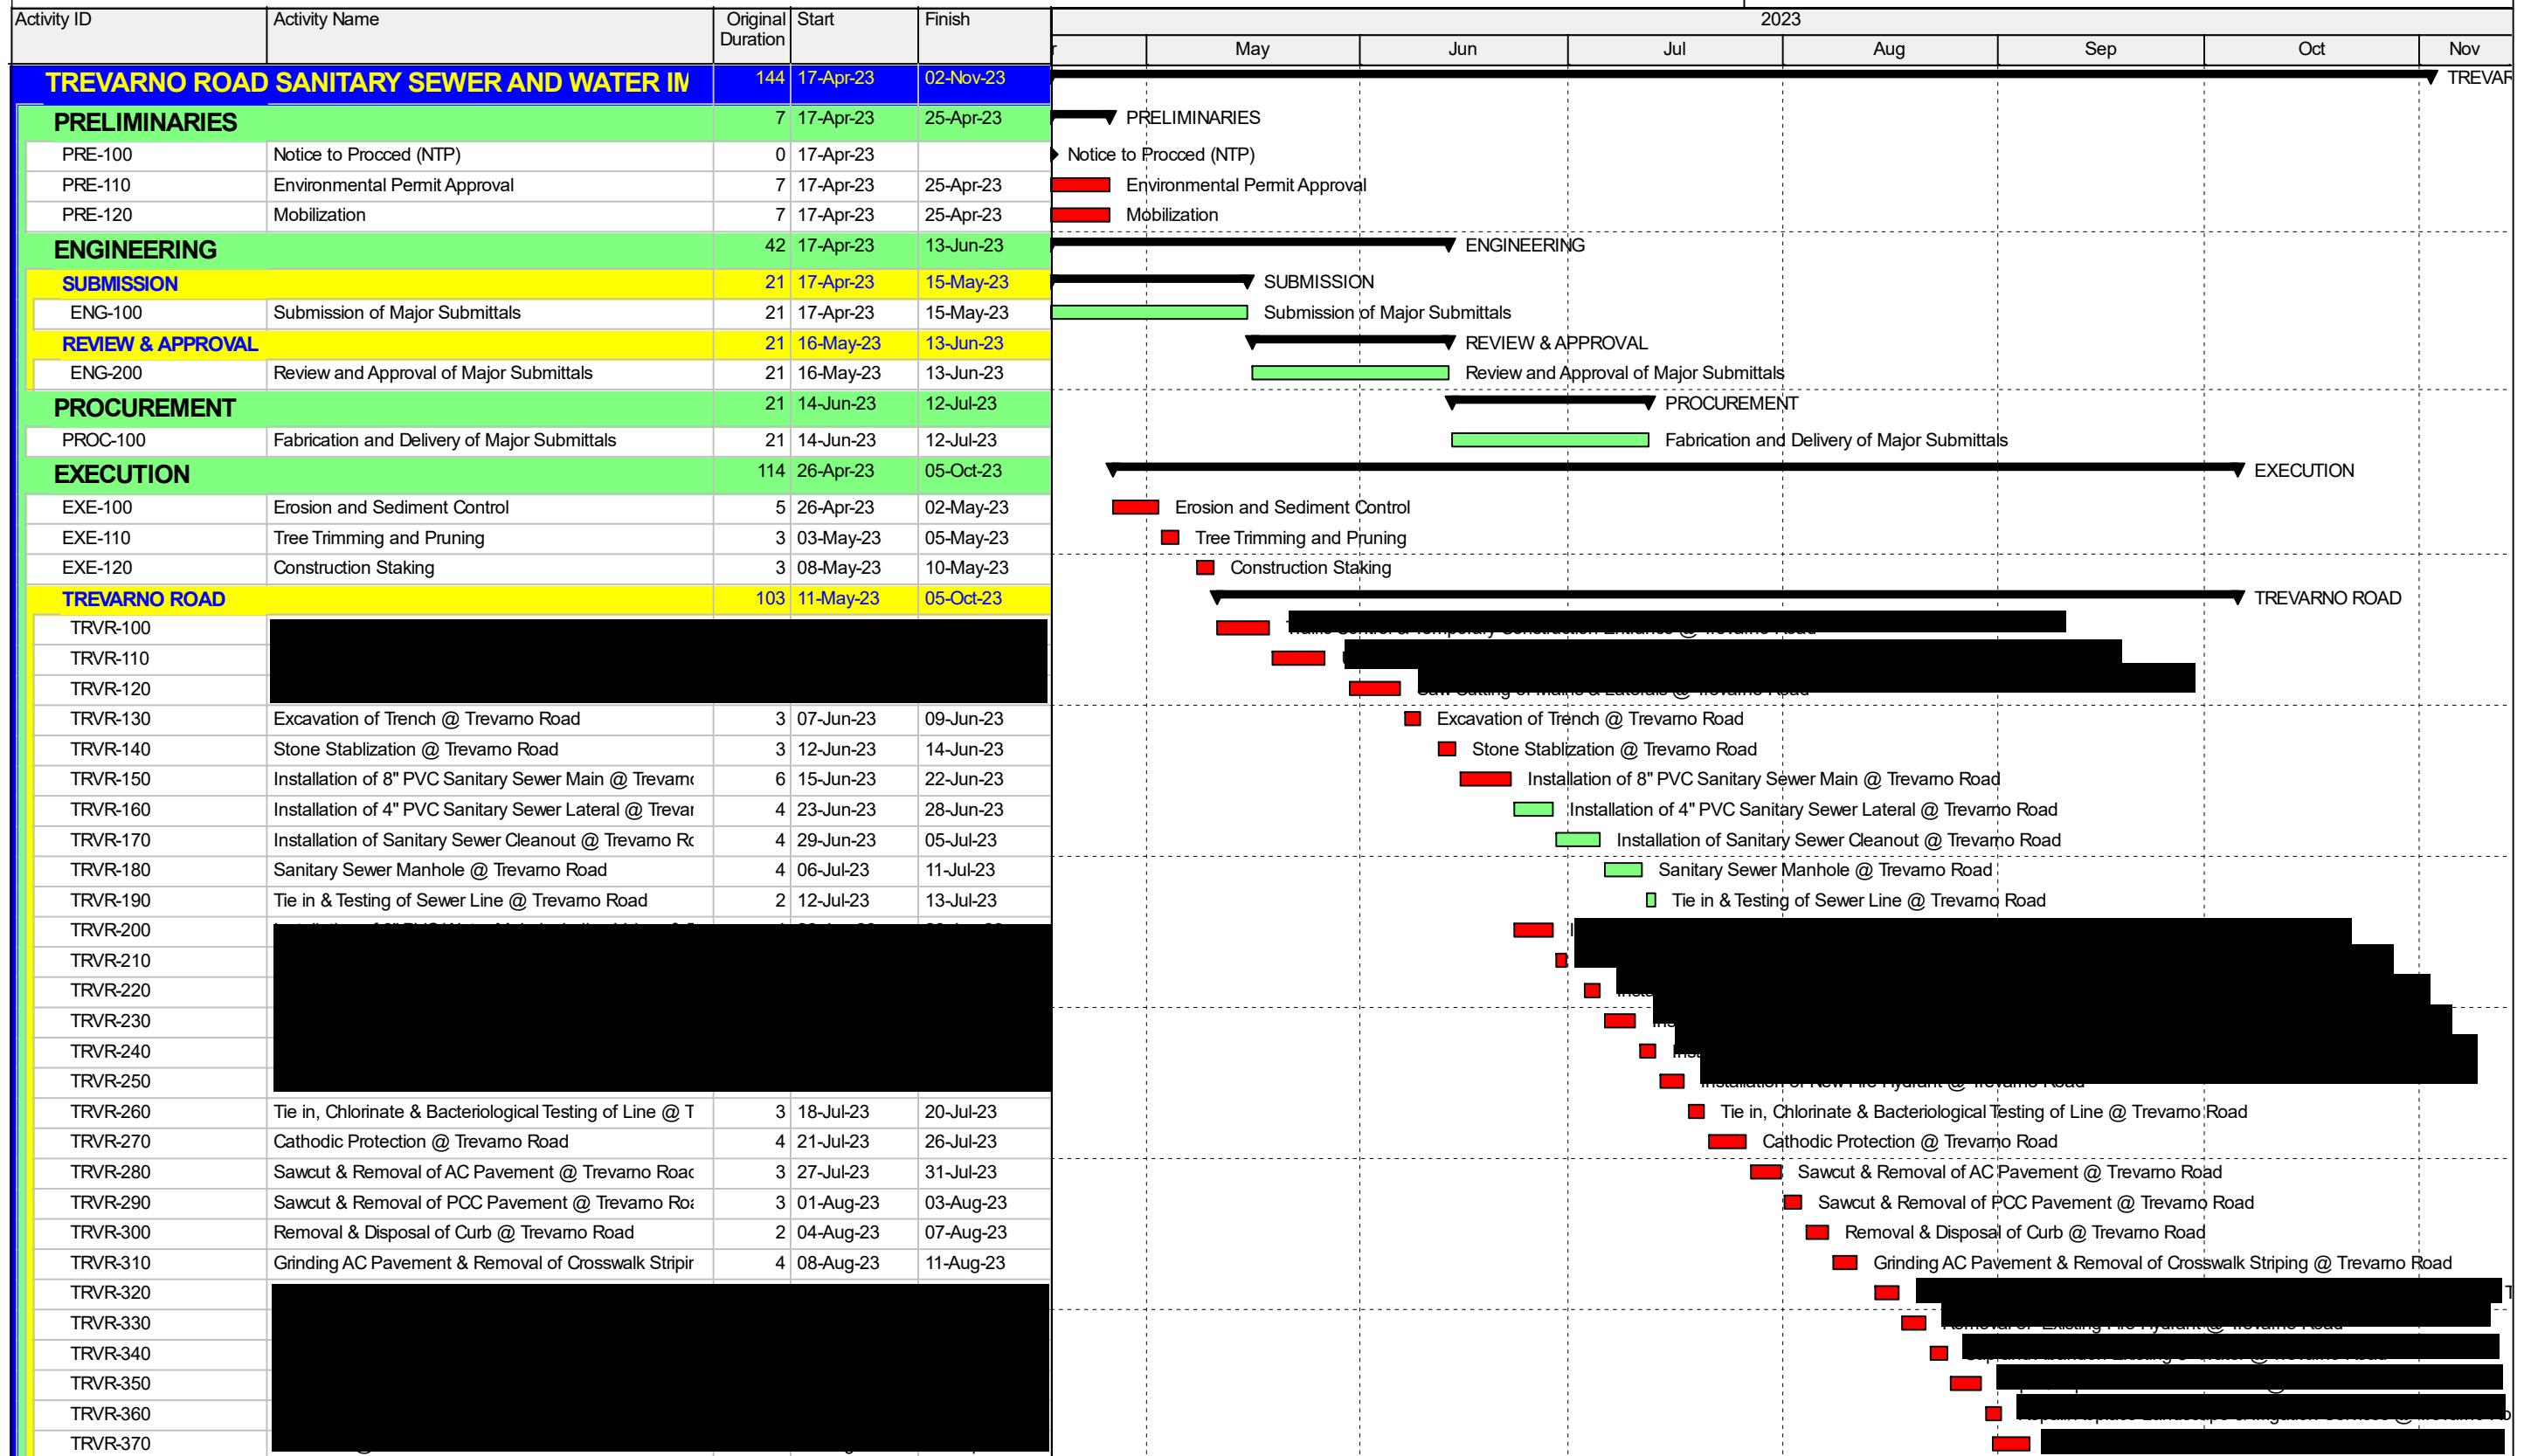 Activity ID Activity Name Original Duration Start Finish 2023
r May Jun Jul Aug Sep Oct Nov
TREVARNO ROAD SANITARY SEWER AND WATER IM 144 17-Apr-23 02-Nov-23 TREVAR
PRELIMINARIES 7 17-Apr-23 25-Apr-23 PRELIMINARIES
PRE-100 Notice to Procced (NTP) 0 17-Apr-23 Notice to Procced (NTP)
PRE-110 Environmental Permit Approval 7 17-Apr-23 25-Apr-23 Environmental Permit Approval
PRE-120 Mobilization 7 17-Apr-23 25-Apr-23 Mobilization
ENGINEERING 42 17-Apr-23 13-Jun-23 ENGINEERING
SUBMISSION 21 17-Apr-23 15-May-23 SUBMISSION
ENG-100 Submission of Major Submittals 21 17-Apr-23 15-May-23 Submission of Major Submittals
REVIEW & APPROVAL 21 16-May-23 13-Jun-23 REVIEW & APPROVAL
ENG-200 Review and Approval of Major Submittals 21 16-May-23 13-Jun-23 Review and Approval of Major Submittals
PROCUREMENT 21 14-Jun-23 12-Jul-23 PROCUREMENT
PROC-100 Fabrication and Delivery of Major Submittals 21 14-Jun-23 12-Jul-23 Fabrication and Delivery of Major Submittals
EXECUTION 114 26-Apr-23 05-Oct-23 EXECUTION
EXE-100 Erosion and Sediment Control 5 26-Apr-23 02-May-23 Erosion and Sediment Control
EXE-110 Tree Trimming and Pruning 3 03-May-23 05-May-23 Tree Trimming and Pruning
EXE-120 Construction Staking 3 08-May-23 10-May-23 Construction Staking
TREVARNO ROAD 103 11-May-23 05-Oct-23 TREVARNO ROAD
TRVR-100
TRVR-110
TRVR-120
TRVR-130 Excavation of Trench @ Trevarno Road 3 07-Jun-23 09-Jun-23 Excavation of Trench @ Trevarno Road
TRVR-140 Stone Stablization @ Trevarno Road 3 12-Jun-23 14-Jun-23 Stone Stablization @ Trevarno Road
TRVR-150 Installation of 8" PVC Sanitary Sewer Main @ Trevarno 6 15-Jun-23 22-Jun-23 Installation of 8" PVC Sanitary Sewer Main @ Trevarno Road
TRVR-160 Installation of 4" PVC Sanitary Sewer Lateral @ Trevar 4 23-Jun-23 28-Jun-23 Installation of 4" PVC Sanitary Sewer Lateral @ Trevarno Road
TRVR-170 Installation of Sanitary Sewer Cleanout @ Trevarno Rc 4 29-Jun-23 05-Jul-23 Installation of Sanitary Sewer Cleanout @ Trevarno Road
TRVR-180 Sanitary Sewer Manhole @ Trevarno Road 4 06-Jul-23 11-Jul-23 Sanitary Sewer Manhole @ Trevarno Road
TRVR-190 Tie in & Testing of Sewer Line @ Trevarno Road 2 12-Jul-23 13-Jul-23 Tie in & Testing of Sewer Line @ Trevarno Road
TRVR-200
TRVR-210
TRVR-220
TRVR-230
TRVR-240
TRVR-250
TRVR-260 Tie in, Chlorinate & Bacteriological Testing of Line @ T 3 18-Jul-23 20-Jul-23 Tie in, Chlorinate & Bacteriological Testing of Line @ Trevarno Road
TRVR-270 Cathodic Protection @ Trevarno Road 4 21-Jul-23 26-Jul-23 Cathodic Protection @ Trevarno Road
TRVR-280 Sawcut & Removal of AC Pavement @ Trevarno Road 3 27-Jul-23 31-Jul-23 Sawcut & Removal of AC Pavement @ Trevarno Road
TRVR-290 Sawcut & Removal of PCC Pavement @ Trevarno Roa 3 01-Aug-23 03-Aug-23 Sawcut & Removal of PCC Pavement @ Trevarno Road
TRVR-300 Removal & Disposal of Curb @ Trevarno Road 2 04-Aug-23 07-Aug-23 Removal & Disposal of Curb @ Trevarno Road
TRVR-310 Grinding AC Pavement & Removal of Crosswalk Stripir 4 08-Aug-23 11-Aug-23 Grinding AC Pavement & Removal of Crosswalk Striping @ Trevarno Road
TRVR-320
TRVR-330
TRVR-340
TRVR-350
TRVR-360
TRVR-370